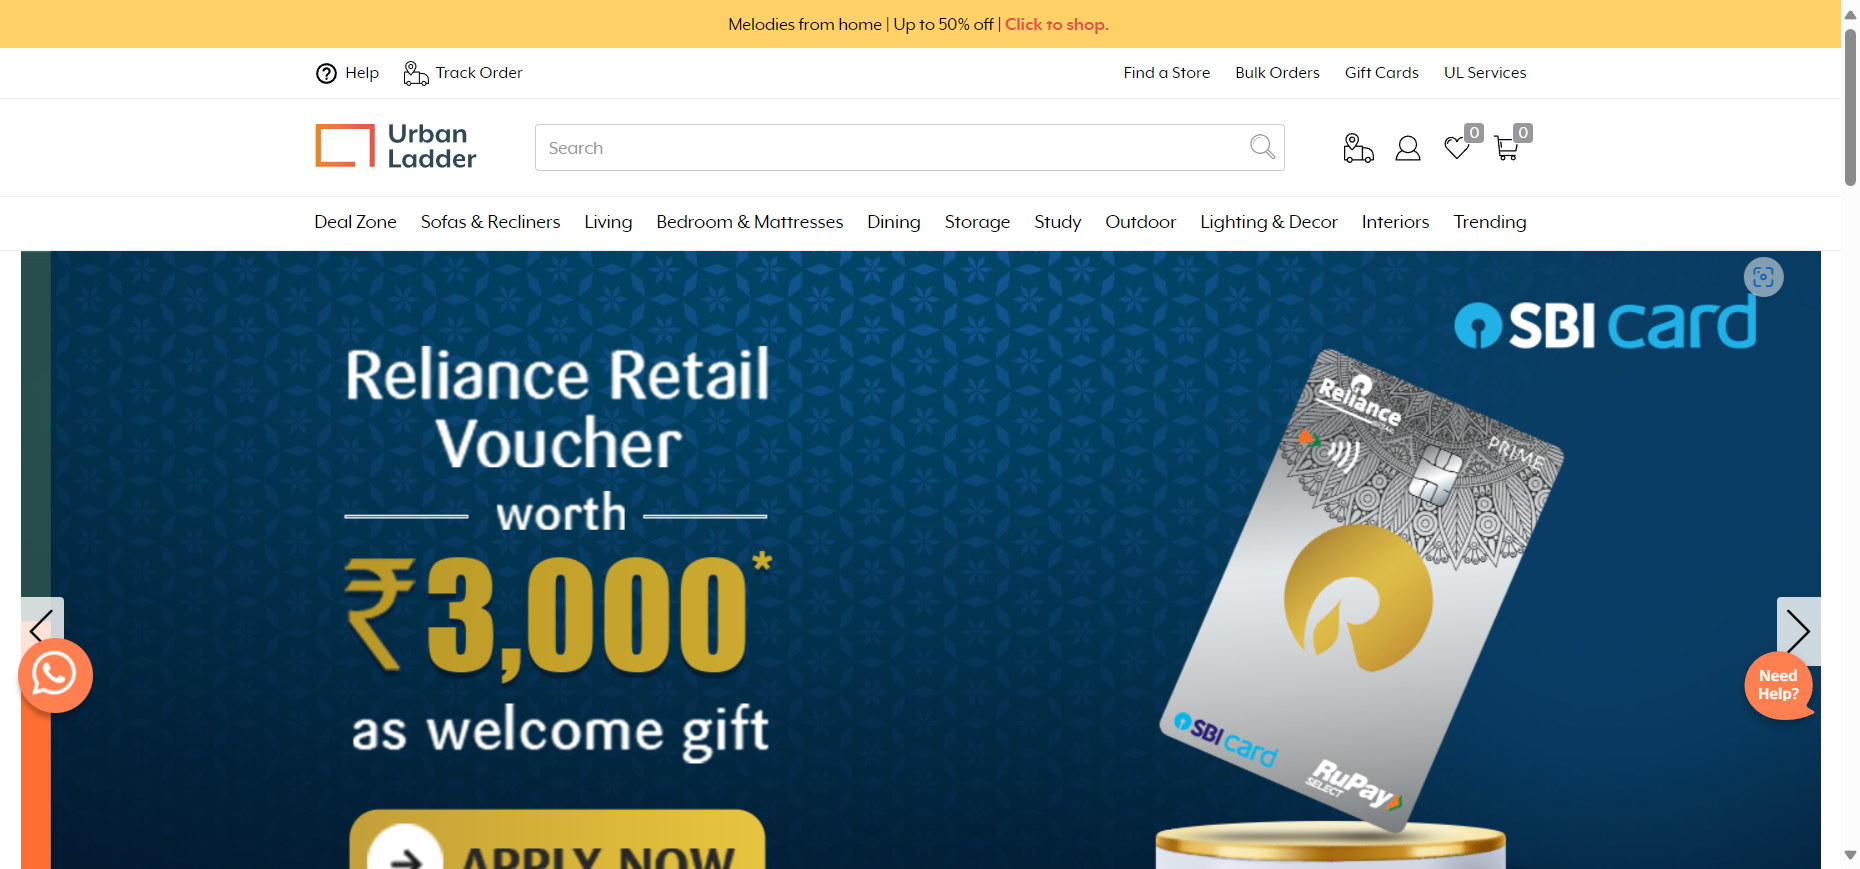 Melodies from home | Up to 50% off | Click to shop.
Help
Track Order
Find a Store
Bulk Orders
Gift Cards
UL Services
Urban
Ladder
Search
0
0
Deal Zone
Sofas & Recliners
Living
Bedroom & Mattresses
Dining
Storage
Study
Outdoor
Lighting & Decor
Interiors
Trending
SBI card
Reliance Retail
Voucher
worth
₹3,000*
as welcome gift
APPLY NOW
Reliance
PRIME
SBI card
RuPay
SELECT
Need
Help?